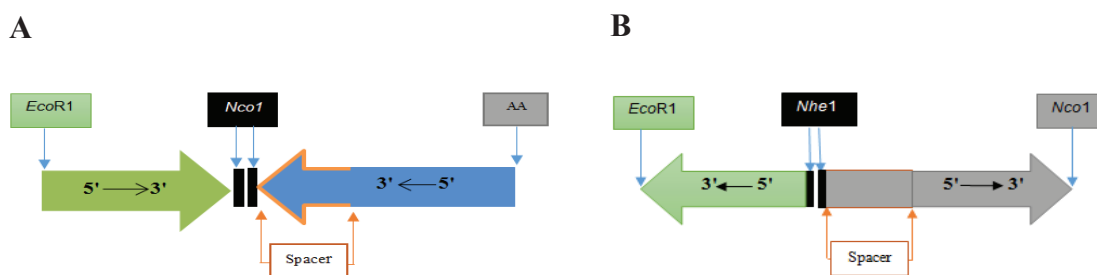 A
B
EcoR1
Nco1
AA
EcoR1
Nhe1
Nco1
5' 3'
3' 5'
3' 5'
5' 3'
Spacer
Spacer